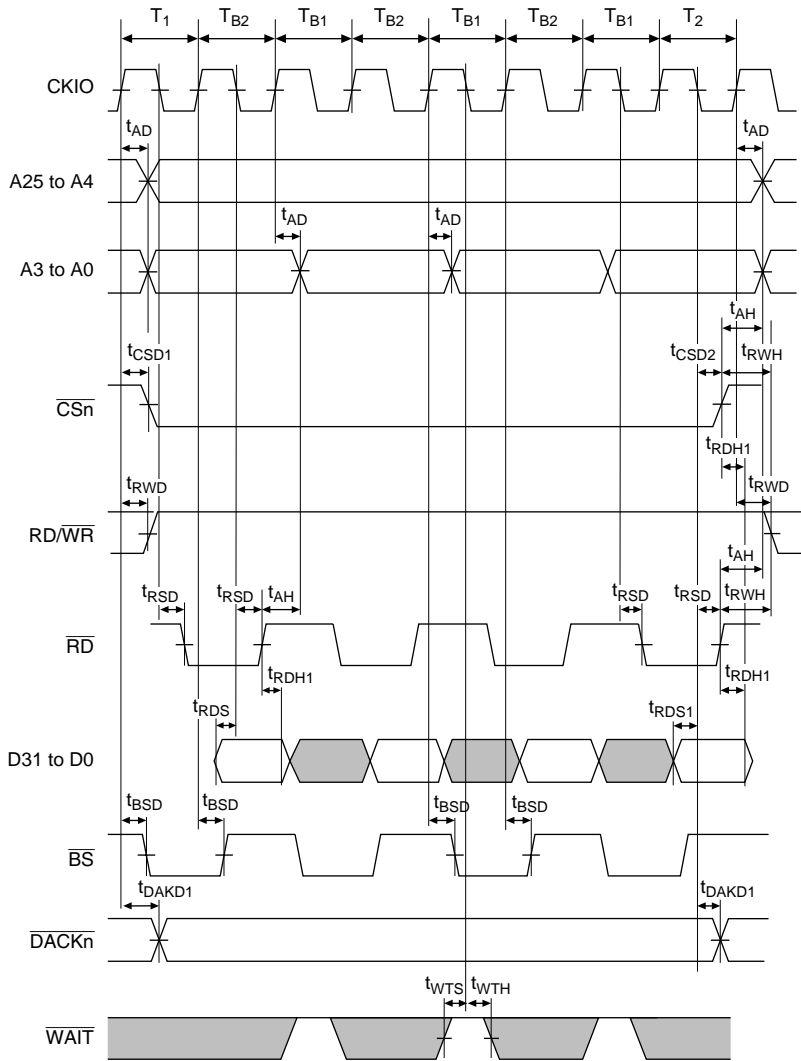 T1 TB2 TB1 TB2 TB1 TB2 TB1 T2
CKIO
tAD tAD
A25 to A4
tAD tAD
A3 to A0
tAH
tCSD1 tCSD2 tRWH
CSn
tRDH1
tRWD tRWD
RD/WR
tAH
tRSD tRSD tAH tRSD tRSD tRWH
RD
tRDH1 tRDH1
tRDS tRDS1
D31 to D0
tBSD tBSD tBSD tBSD
BS
tDAKD1 tDAKD1
DACKn
tWTS tWTH
WAIT